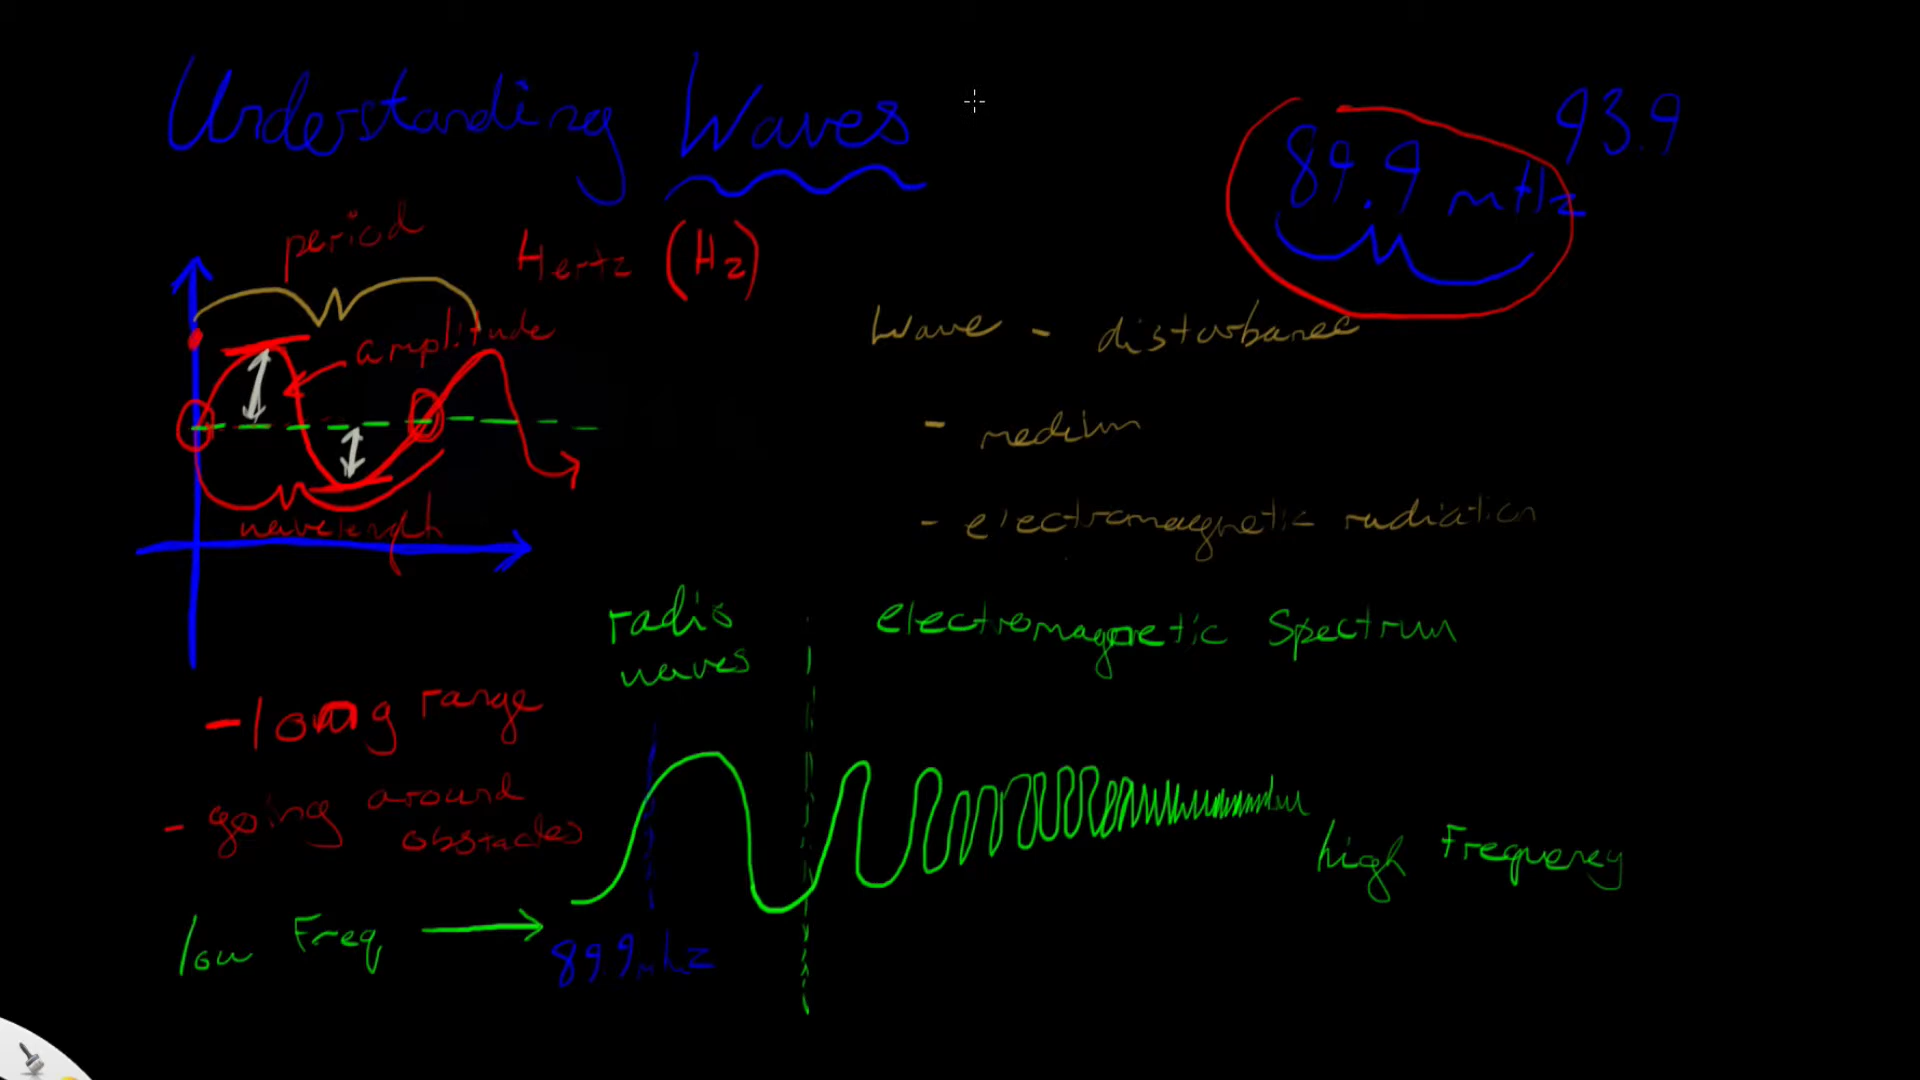 Understanding Waves
93.9
89.9 mHz
period
Hertz (Hz)
amplitude
Wave - disturbance
- medium
wavelength
- electromagnetic radiation
radio
waves
electromagnetic Spectrum
- long range
- going around
obstacles
high Frequency
low Freq
89.9mhz